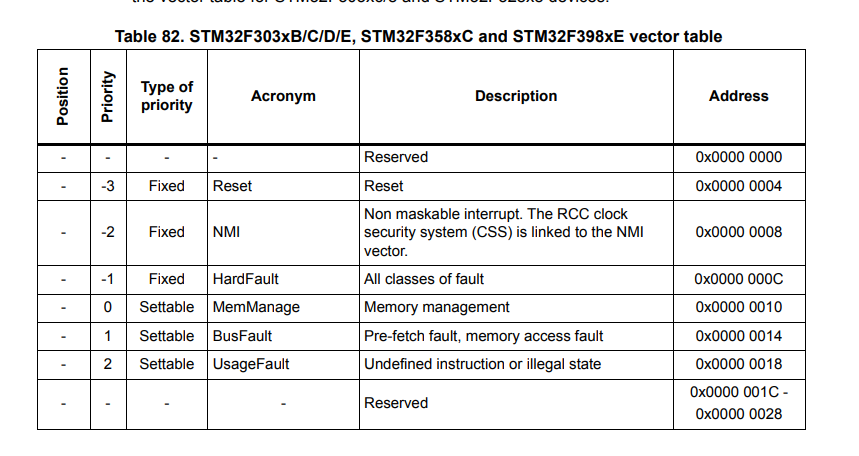 Table 82. STM32F303xB/C/D/E, STM32F358xC and STM32F398xE vector table
Position Priority Type of priority Acronym Description Address
- - - - Reserved 0x0000 0000
- -3 Fixed Reset Reset 0x0000 0004
- -2 Fixed NMI Non maskable interrupt. The RCC clock security system (CSS) is linked to the NMI vector. 0x0000 0008
- -1 Fixed HardFault All classes of fault 0x0000 000C
- 0 Settable MemManage Memory management 0x0000 0010
- 1 Settable BusFault Pre-fetch fault, memory access fault 0x0000 0014
- 2 Settable UsageFault Undefined instruction or illegal state 0x0000 0018
- - - - Reserved 0x0000 001C - 0x0000 0028